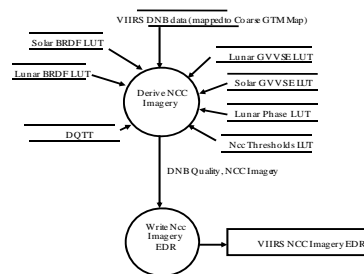 VIIRS DNB data (mapped to Coarse GTM Map)
Solar BRDF LUT
Lunar GVVSE LUT
Lunar BRDF LUT
Solar GVVSE LUT
Derive NCC
Imagery
Lunar Phase LUT
DQTT
Ncc Thresholds LUT
DNB Quality, NCC Imagery
Write Ncc
Imagery
EDR
VIIRS NCC Imagery EDR